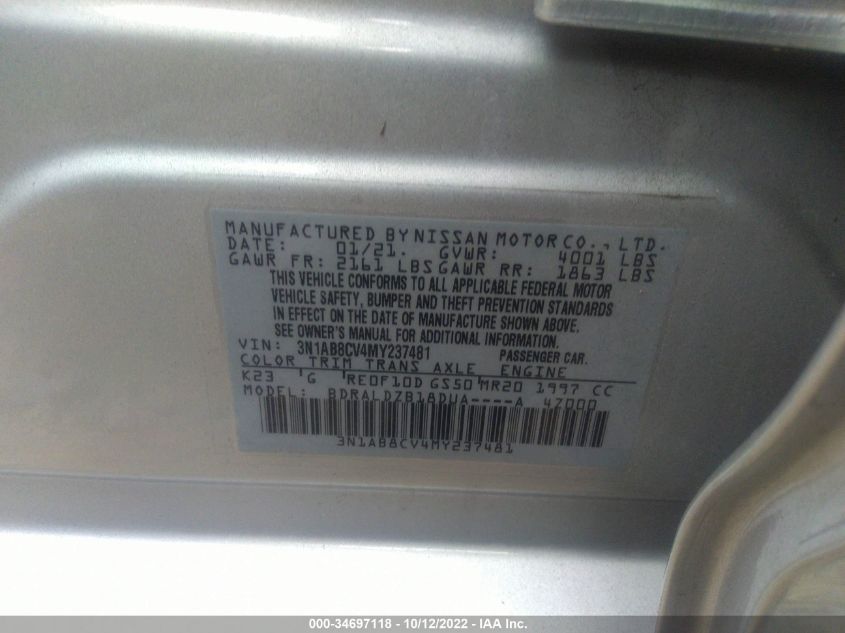 MANUFACTURED BY NISSAN MOTOR CO., LTD.
DATE: 01/21. GVWR: 4001 LBS
GAWR FR: 2161 LBS GAWR RR: 1863 LBS
THIS VEHICLE CONFORMS TO ALL APPLICABLE FEDERAL MOTOR
VEHICLE SAFETY, BUMPER AND THEFT PREVENTION STANDARDS
IN EFFECT ON THE DATE OF MANUFACTURE SHOWN ABOVE.
SEE OWNER'S MANUAL FOR ADDITIONAL INFORMATION.
VIN: 3N1AB8CV4MY237481 PASSENGER CAR.
COLOR TRIM TRANS AXLE ENGINE
K23 G RE0F10D GS50 MR20 1997 CC
MODEL: BDRALDZB18DUA----A 4Z000
3N1AB8CV4MY237481
000-34697118 - 10/12/2022 - IAA Inc.